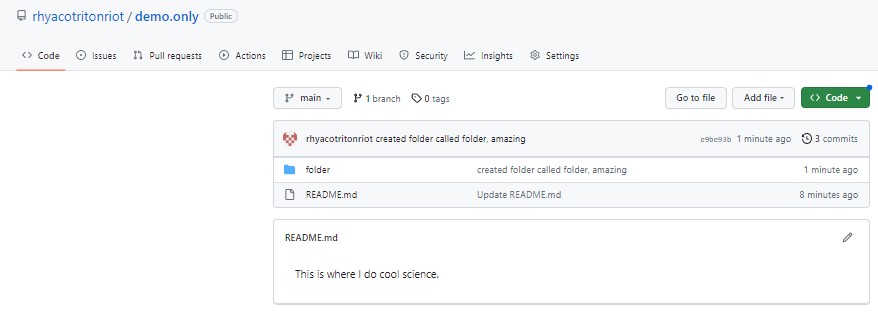 rhyacotritonriot / demo.only Public
Code Issues Pull requests Actions Projects Wiki Security Insights Settings
main 1 branch 0 tags Go to file Add file Code
rhyacotritonriot created folder called folder, amazing e9be93b 1 minute ago 3 commits
folder created folder called folder, amazing 1 minute ago
README.md Update README.md 8 minutes ago
README.md
This is where I do cool science.